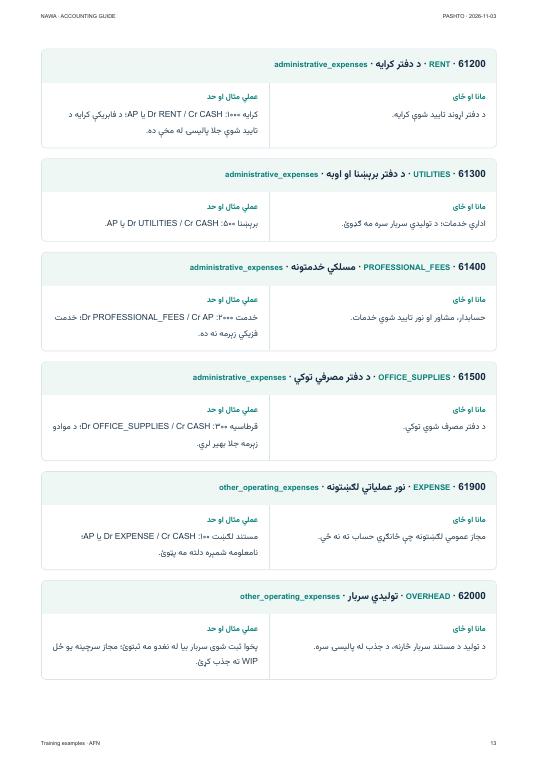 NAWA · ACCOUNTING GUIDE
PASHTO · 2026-11-03
61200 · RENT · د دفتر کرایه · administrative_expenses
مانا او ځای
د دفتر اړوند تایید شوې کرایه.
عملي مثال او حد
کرایه ۱۰۰۰: Dr RENT / Cr CASH یا AP؛ د فابریکې کرایه د
تایید شوې جلا پالیسۍ له مخې ده.
61300 · UTILITIES · د دفتر برېښنا او اوبه · administrative_expenses
مانا او ځای
اداري خدمات؛ د تولیدي سربار سره مه ګډوئ.
عملي مثال او حد
برېښنا ۵۰۰: Dr UTILITIES / Cr CASH یا AP.
61400 · PROFESSIONAL_FEES · مسلکي خدمتونه · administrative_expenses
مانا او ځای
حسابدار، مشاور او نور تایید شوي خدمات.
عملي مثال او حد
خدمت ۲۰۰۰: Dr PROFESSIONAL_FEES / Cr AP؛ خدمت
فزیکي زېرمه نه ده.
61500 · OFFICE_SUPPLIES · د دفتر مصرفي توکي · administrative_expenses
مانا او ځای
د دفتر مصرف شوي توکي.
عملي مثال او حد
قرطاسیه ۳۰۰: Dr OFFICE_SUPPLIES / Cr CASH؛ د موادو
زېرمه جلا بهیر لري.
61900 · EXPENSE · نور عملیاتي لګښتونه · other_operating_expenses
مانا او ځای
مجاز عمومي لګښتونه چې ځانګړي حساب ته نه ځي.
عملي مثال او حد
مستند لګښت ۱۰۰: Dr EXPENSE / Cr CASH یا AP؛
نامعلومه شمېره دلته مه پټوئ.
62000 · OVERHEAD · تولیدي سربار · other_operating_expenses
مانا او ځای
د تولید د مستند سربار څارنه، د جذب له پالیسۍ سره.
عملي مثال او حد
پخوا ثبت شوی سربار بیا له نغدو مه ثبتوئ؛ مجاز سرچینه یو ځل
WIP ته جذب کړئ.
Training examples · AFN
13